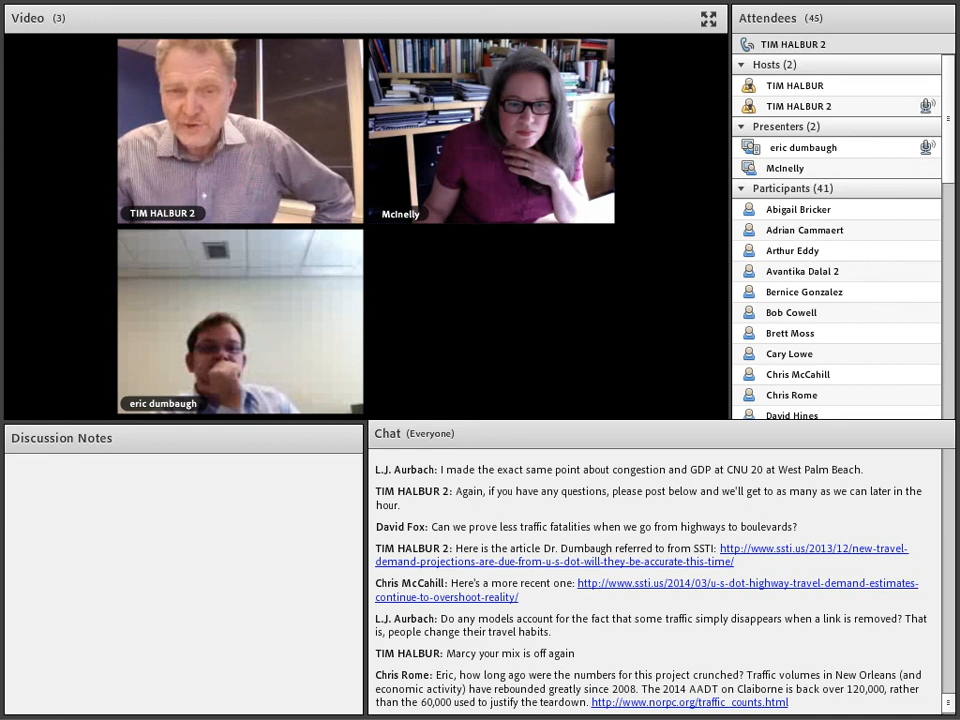 Video (3)
TIM HALBUR 2
McInelly
eric dumbaugh
Attendees (45)
TIM HALBUR 2
Hosts (2)
TIM HALBUR
TIM HALBUR 2
Presenters (2)
eric dumbaugh
McInelly
Participants (41)
Abigail Bricker
Adrian Cammaert
Arthur Eddy
Avantika Dalal 2
Bernice Gonzalez
Bob Cowell
Brett Moss
Cary Lowe
Chris McCahill
Chris Rome
David Hines
Discussion Notes
Chat (Everyone)
L.J. Aurbach: I made the exact same point about congestion and GDP at CNU 20 at West Palm Beach.
TIM HALBUR 2: Again, if you have any questions, please post below and we'll get to as many as we can later in the
hour.
David Fox: Can we prove less traffic fatalities when we go from highways to boulevards?
TIM HALBUR 2: Here is the article Dr. Dumbaugh referred to from SSTI: http://www.ssti.us/2013/12/new-travel-
demand-projections-are-due-from-u-s-dot-will-they-be-accurate-this-time/
Chris McCahill: Here's a more recent one: http://www.ssti.us/2014/03/u-s-dot-highway-travel-demand-estimates-
continue-to-overshoot-reality/
L.J. Aurbach: Do any models account for the fact that some traffic simply disappears when a link is removed? That
is, people change their travel habits.
TIM HALBUR: Marcy your mix is off again
Chris Rome: Eric, how long ago were the numbers for this project crunched? Traffic volumes in New Orleans (and
economic activity) have rebounded greatly since 2008. The 2014 AADT on Claiborne is back over 120,000, rather
than the 60,000 used to justify the teardown. http://www.norpc.org/traffic_counts.html